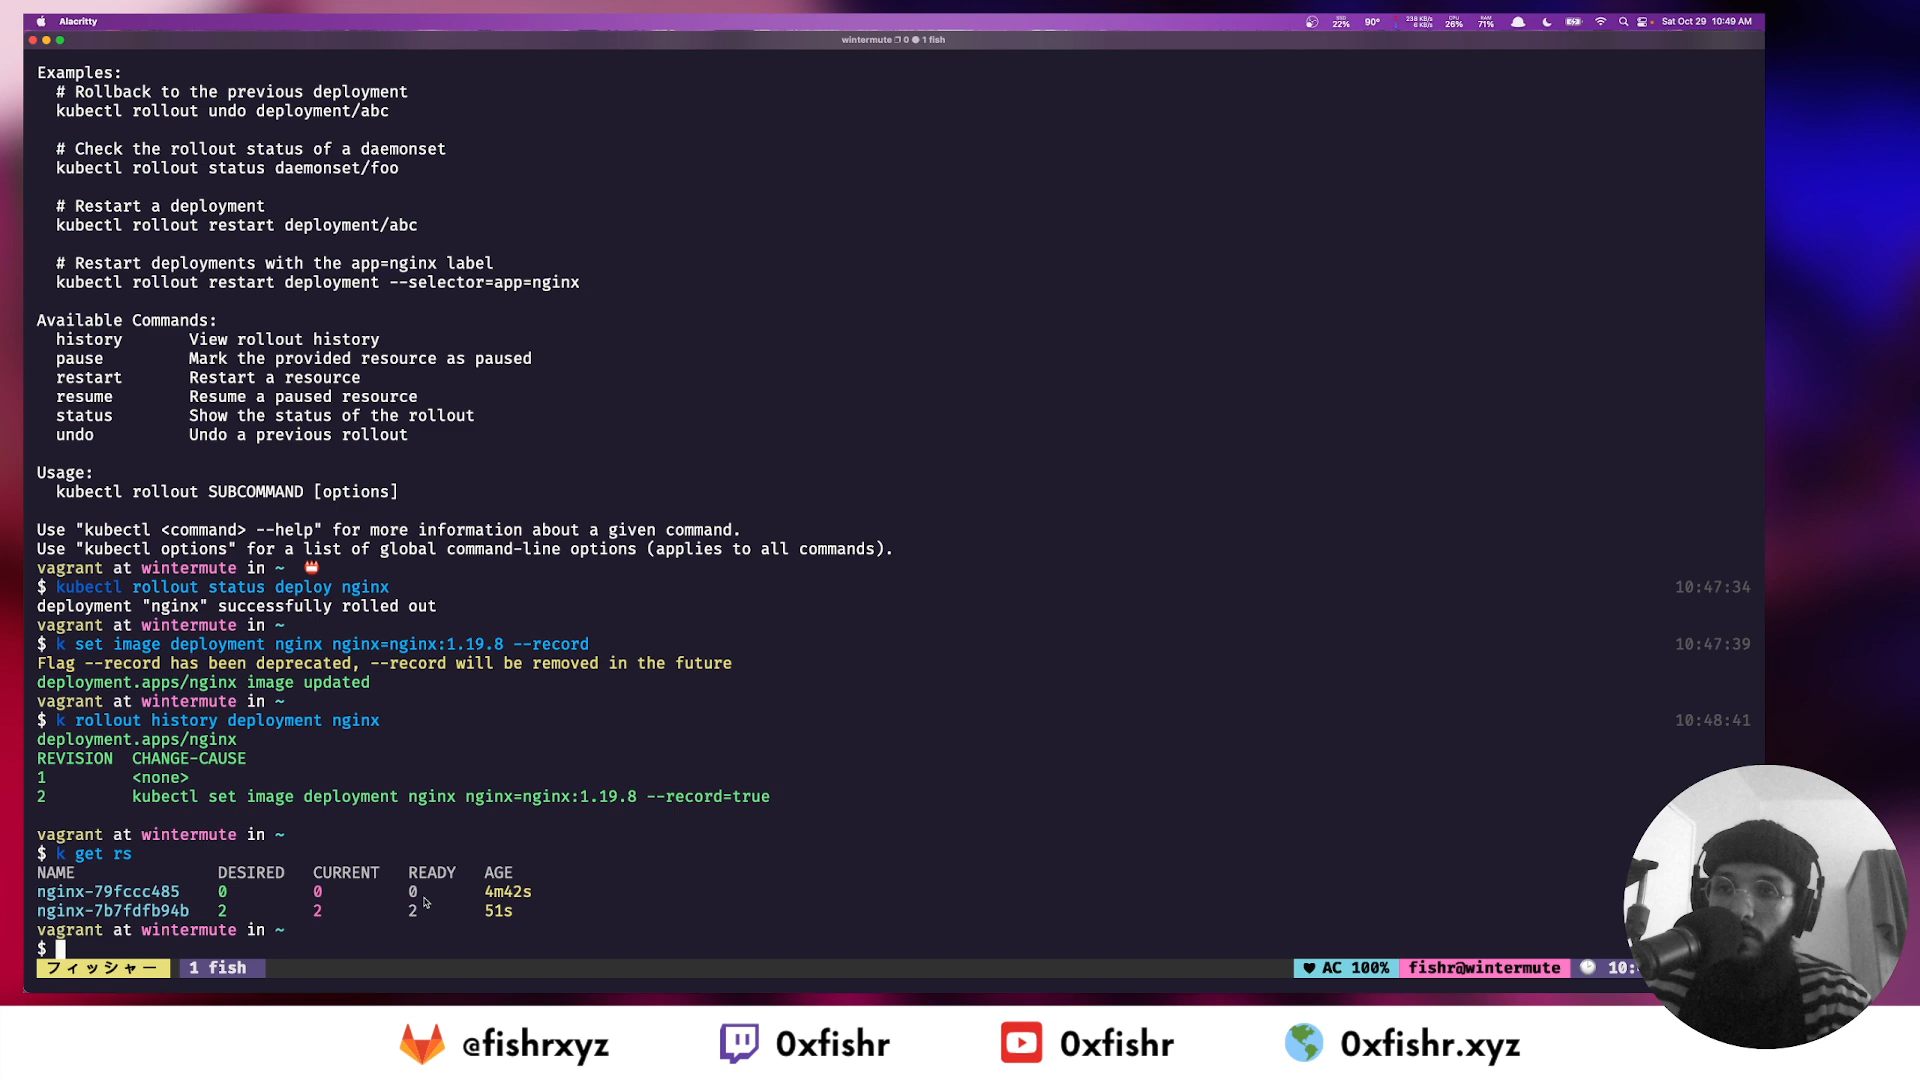 Alacritty
SSD
22%
90°
238 KB/s
6 KB/s
CPU
26%
RAM
71%
Sat Oct 29 10:49 AM
wintermute 0 1 fish
Examples:
# Rollback to the previous deployment
kubectl rollout undo deployment/abc
# Check the rollout status of a daemonset
kubectl rollout status daemonset/foo
# Restart a deployment
kubectl rollout restart deployment/abc
# Restart deployments with the app=nginx label
kubectl rollout restart deployment --selector=app=nginx
Available Commands:
history View rollout history
pause Mark the provided resource as paused
restart Restart a resource
resume Resume a paused resource
status Show the status of the rollout
undo Undo a previous rollout
Usage:
kubectl rollout SUBCOMMAND [options]
Use "kubectl <command> --help" for more information about a given command.
Use "kubectl options" for a list of global command-line options (applies to all commands).
vagrant at wintermute in ~
$ kubectl rollout status deploy nginx 10:47:34
deployment "nginx" successfully rolled out
vagrant at wintermute in ~
$ k set image deployment nginx nginx=nginx:1.19.8 --record 10:47:39
Flag --record has been deprecated, --record will be removed in the future
deployment.apps/nginx image updated
vagrant at wintermute in ~
$ k rollout history deployment nginx 10:48:41
deployment.apps/nginx
REVISION CHANGE-CAUSE
1 <none>
2 kubectl set image deployment nginx nginx=nginx:1.19.8 --record=true
vagrant at wintermute in ~
$ k get rs
NAME DESIRED CURRENT READY AGE
nginx-79fccc485 0 0 0 4m42s
nginx-7b7fdfb94b 2 2 2 51s
vagrant at wintermute in ~
$
フィッシャー 1 fish ♥ AC 100% fishr@wintermute 10:
@fishrxyz 0xfishr 0xfishr 0xfishr.xyz